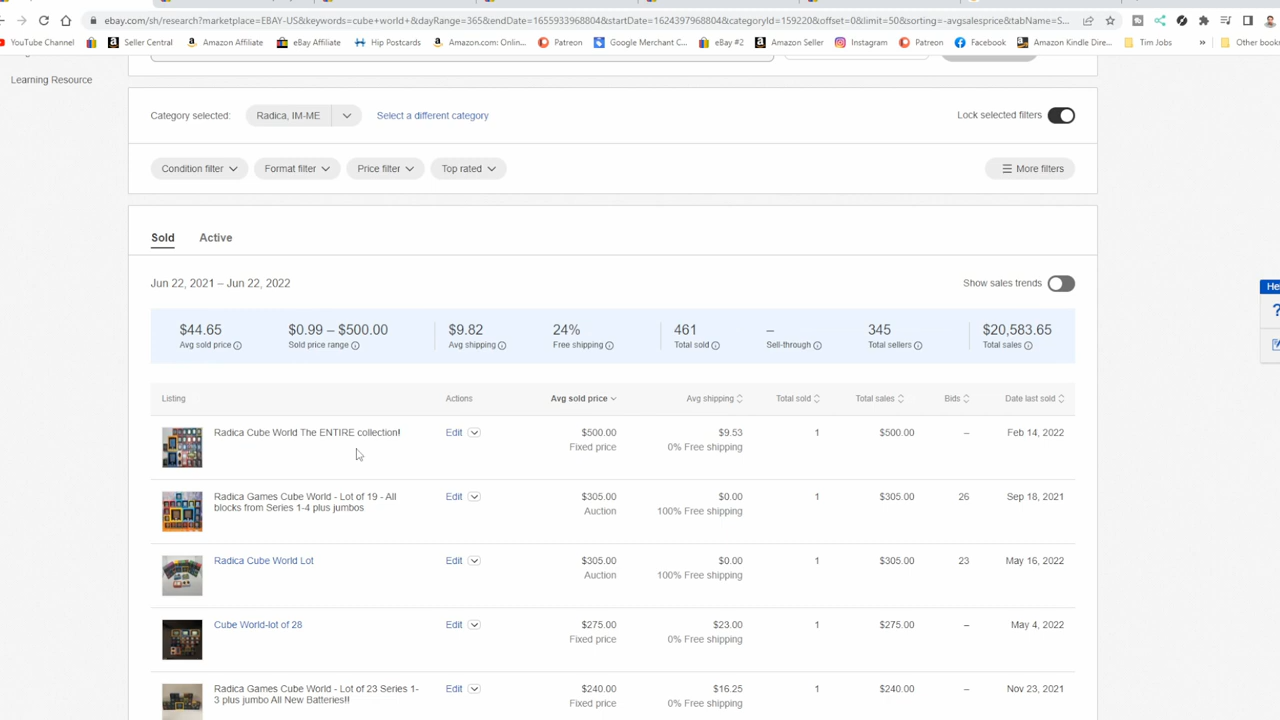 ebay.com/sh/research?marketplace=EBAY-US&keywords=cube+world+&dayRange=365&endDate=1655933968804&startDate=1624397968804&categoryId=159220&offset=0&limit=50&sorting=-avgsalesprice&tabName=S...
YouTube Channel Seller Central Amazon Affiliate eBay Affiliate Hip Postcards Amazon.com: Onlin... Patreon Google Merchant C... eBay #2 Amazon Seller Instagram Patreon Facebook Amazon Kindle Dire... Tim Jobs » Other book
Learning Resource
Category selected: Radica, IM-ME Select a different category Lock selected filters
Condition filter Format filter Price filter Top rated More filters
Sold Active
Jun 22, 2021 – Jun 22, 2022 Show sales trends
$44.65 $0.99 – $500.00 $9.82 24% 461 – 345 $20,583.65
Avg sold price Sold price range Avg shipping Free shipping Total sold Sell-through Total sellers Total sales
Listing Actions Avg sold price Avg shipping Total sold Total sales Bids Date last sold
Radica Cube World The ENTIRE collection! Edit $500.00 $9.53 1 $500.00 – Feb 14, 2022
Fixed price 0% Free shipping
Radica Games Cube World - Lot of 19 - All Edit $305.00 $0.00 1 $305.00 26 Sep 18, 2021
blocks from Series 1-4 plus jumbos Auction 100% Free shipping
Radica Cube World Lot Edit $305.00 $0.00 1 $305.00 23 May 16, 2022
Auction 100% Free shipping
Cube World-lot of 28 Edit $275.00 $23.00 1 $275.00 – May 4, 2022
Fixed price 0% Free shipping
Radica Games Cube World - Lot of 23 Series 1- Edit $240.00 $16.25 1 $240.00 – Nov 23, 2021
3 plus jumbo All New Batteries!! Fixed price 0% Free shipping
He
?